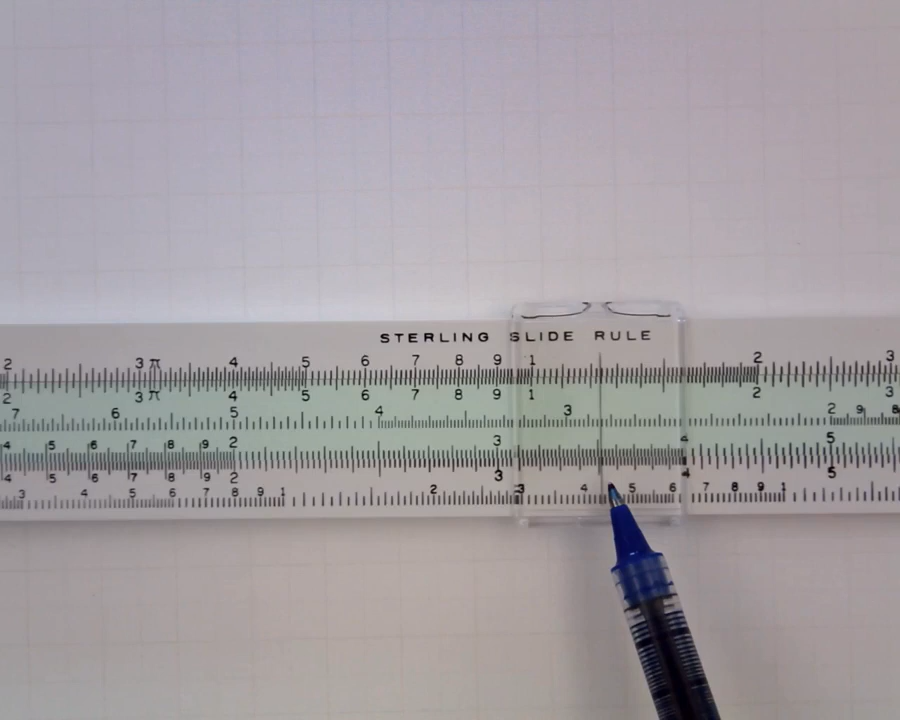 STERLING SLIDE RULE
2 3 π 4 5 6 7 8 9 1 2 3
2 3 π 4 5 6 7 8 9 1 2 3
7 6 5 4 3 2 9 8
4 5 6 7 8 9 2 3 4 5
4 5 6 7 8 9 2 3 4 5
3 4 5 6 7 8 9 1 2 3 4 5 6 7 8 9 1